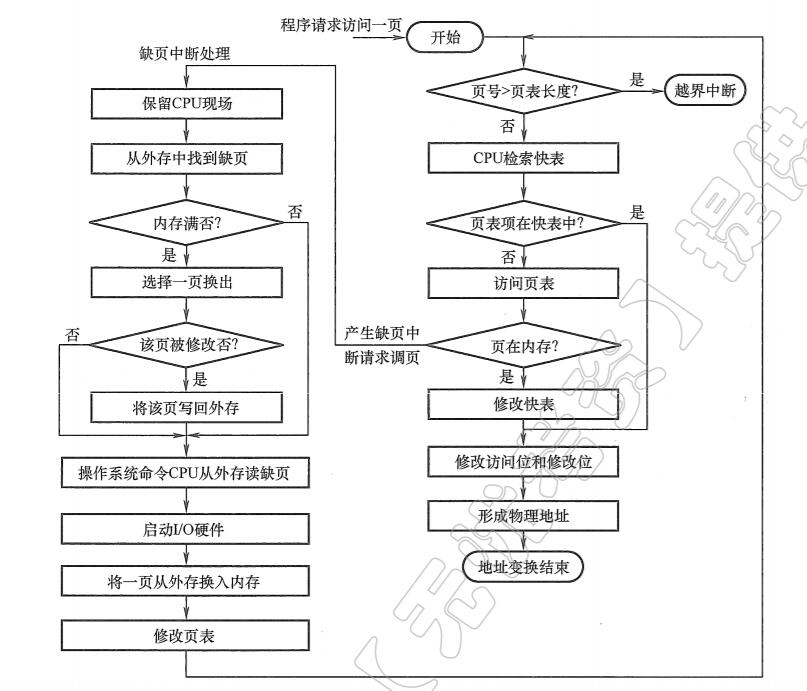 程序请求访问一页
开始
缺页中断处理
页号>页表长度?
是
越界中断
保留CPU现场
否
从外存中找到缺页
CPU检索快表
内存满否?
否
页表项在快表中?
是
是
否
选择一页换出
访问页表
否
该页被修改否?
产生缺页中
断请求调页
页在内存?
是
是
将该页写回外存
修改快表
操作系统命令CPU从外存读缺页
修改访问位和修改位
启动I/O硬件
形成物理地址
将一页从外存换入内存
地址变换结束
修改页表
【无忧考资】提供